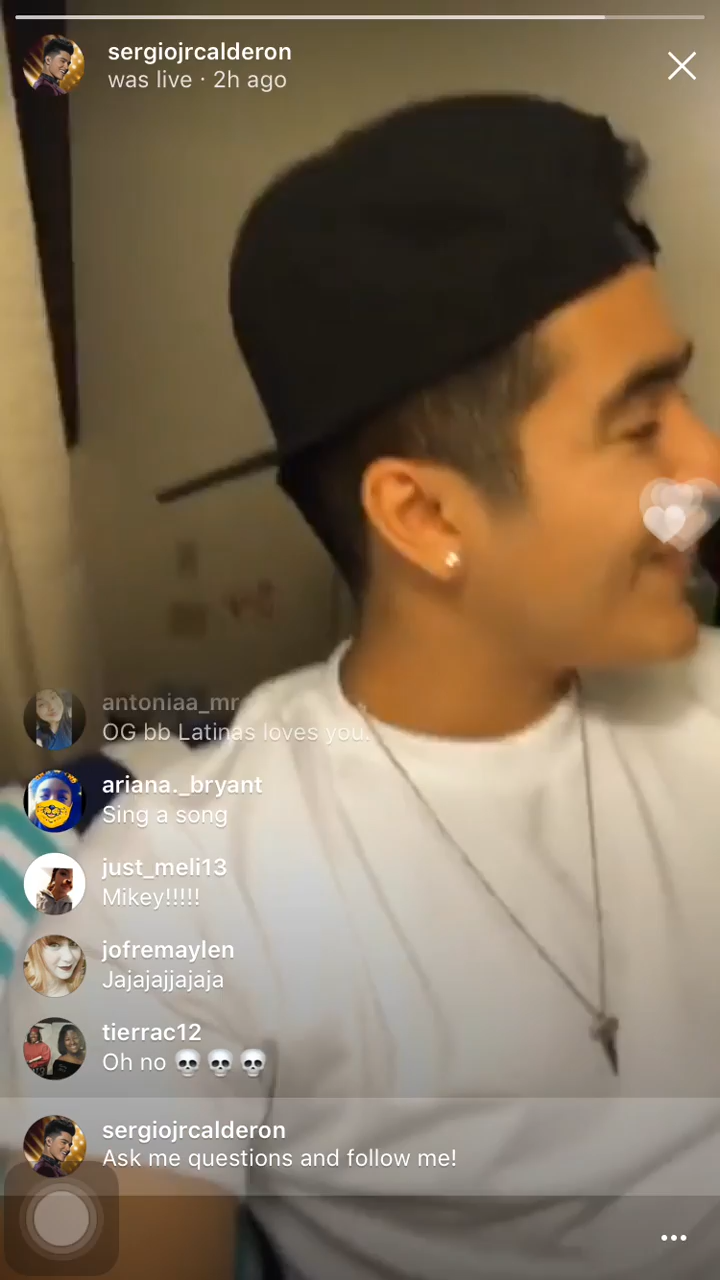 sergiojrcalderon
was live · 2h ago
antoniaa_mr
OG bb Latinas loves you.
ariana._bryant
Sing a song
just_meli13
Mikey!!!!!
jofremaylen
Jajajajjajaja
tierrac12
Oh no 💀 💀 💀
sergiojrcalderon
Ask me questions and follow me!